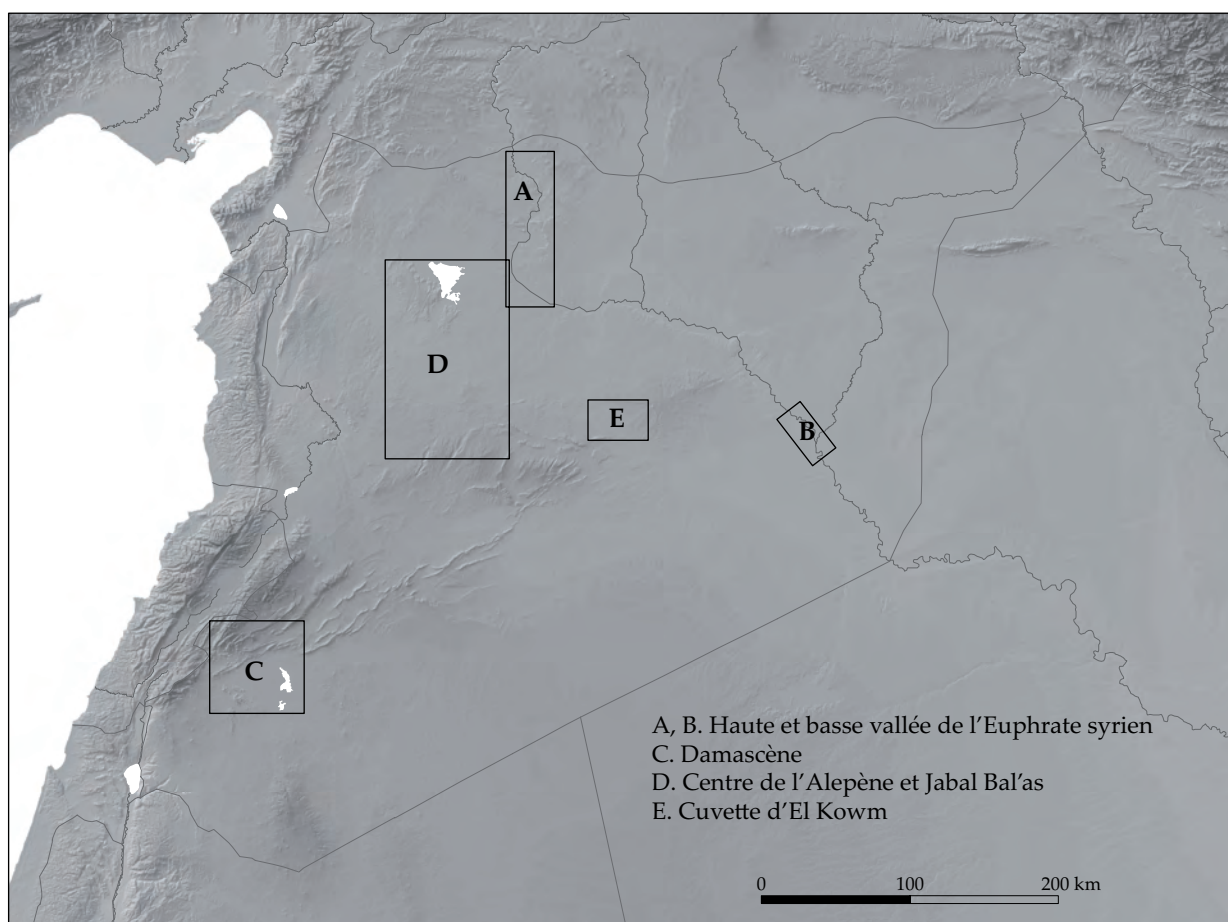 A
D
E
B
C
A, B. Haute et basse vallée de l’Euphrate syrien
C. Damascène
D. Centre de l’Alepène et Jabal Bal’as
E. Cuvette d’El Kowm
0 100 200 km